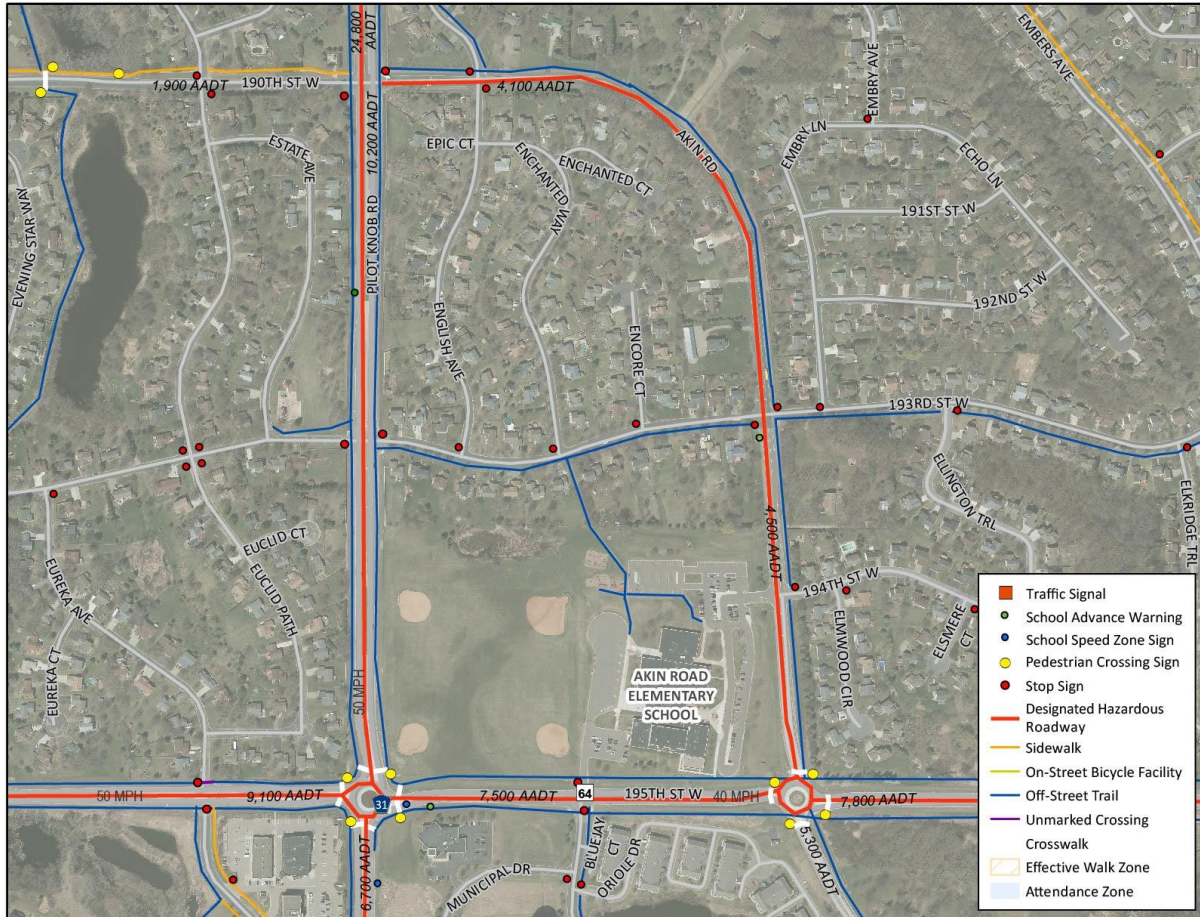 24,800
AADT
1,900 AADT
190TH ST W
10,200 AADT
4,100 AADT
EMBRY AVE
EMBERS AVE
ESTATE AVE
EPIC CT
ENCHANTED CT
ENCHANTED
WAY
AKIN RD
EMBRY LN
ECHO LN
191ST ST W
192ND ST W
EVENING STAR WAY
PILOT KNOB RD
ENGLISH AVE
ENCORE CT
193RD ST W
ELLINGTON TRL
ELKRIDGE TRL
EUCLID CT
EUCLID PATH
EUREKA AVE
EUREKA CT
4,500 AADT
194TH ST W
ELMWOOD CIR
ELSMERE
CT
50 MPH
AKIN ROAD
ELEMENTARY
SCHOOL
50 MPH
9,100 AADT
31
7,500 AADT
64
195TH ST W
40 MPH
7,800 AADT
6,700 AADT
MUNICIPAL DR
BLUEJAY
CT
ORIOLE DR
5,300 AADT
Traffic Signal
School Advance Warning
School Speed Zone Sign
Pedestrian Crossing Sign
Stop Sign
Designated Hazardous
Roadway
Sidewalk
On-Street Bicycle Facility
Off-Street Trail
Unmarked Crossing
Crosswalk
Effective Walk Zone
Attendance Zone